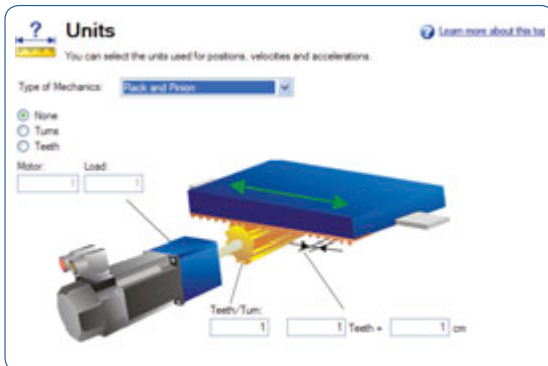 ?
Units
Learn more about this top
You can select the units used for positions, velocities and accelerations.
Type of Mechanics: Rack and Pinion
None
Turns
Teeth
Motor: Load:
1 1
Teeth/Turn:
1 1 Teeth = 1 cm